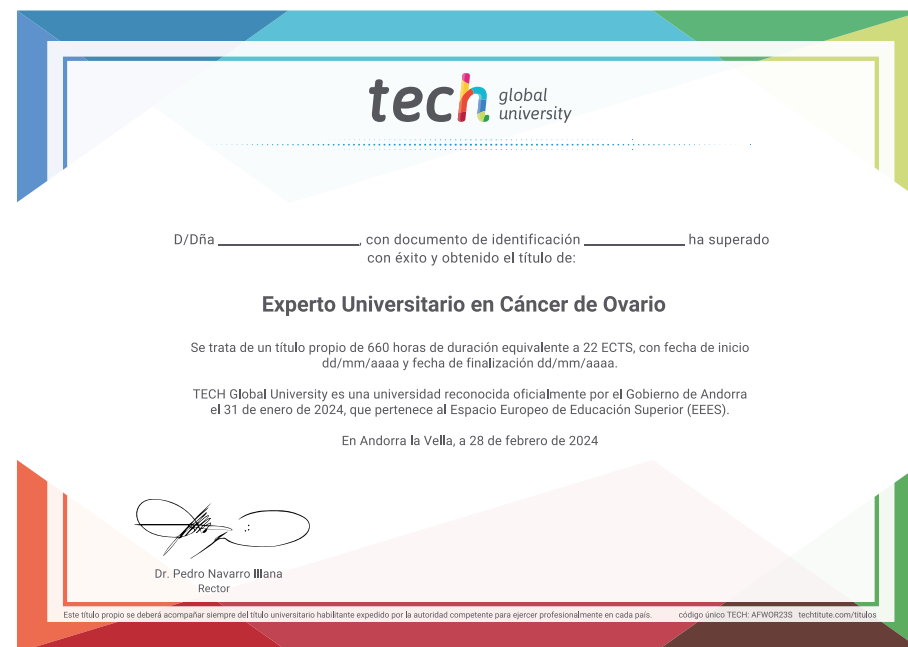 tech global university
D/Dña ______________, con documento de identificación __________ ha superado
con éxito y obtenido el título de:
Experto Universitario en Cáncer de Ovario
Se trata de un título propio de 660 horas de duración equivalente a 22 ECTS, con fecha de inicio
dd/mm/aaaa y fecha de finalización dd/mm/aaaa.
TECH Global University es una universidad reconocida oficialmente por el Gobierno de Andorra
el 31 de enero de 2024, que pertenece al Espacio Europeo de Educación Superior (EEES).
En Andorra la Vella, a 28 de febrero de 2024
Dr. Pedro Navarro Illana
Rector
Este título propio se deberá acompañar siempre del título universitario habilitante expedido por la autoridad competente para ejercer profesionalmente en cada país.
código único TECH: AFWOR23S techtitute.com/titulos